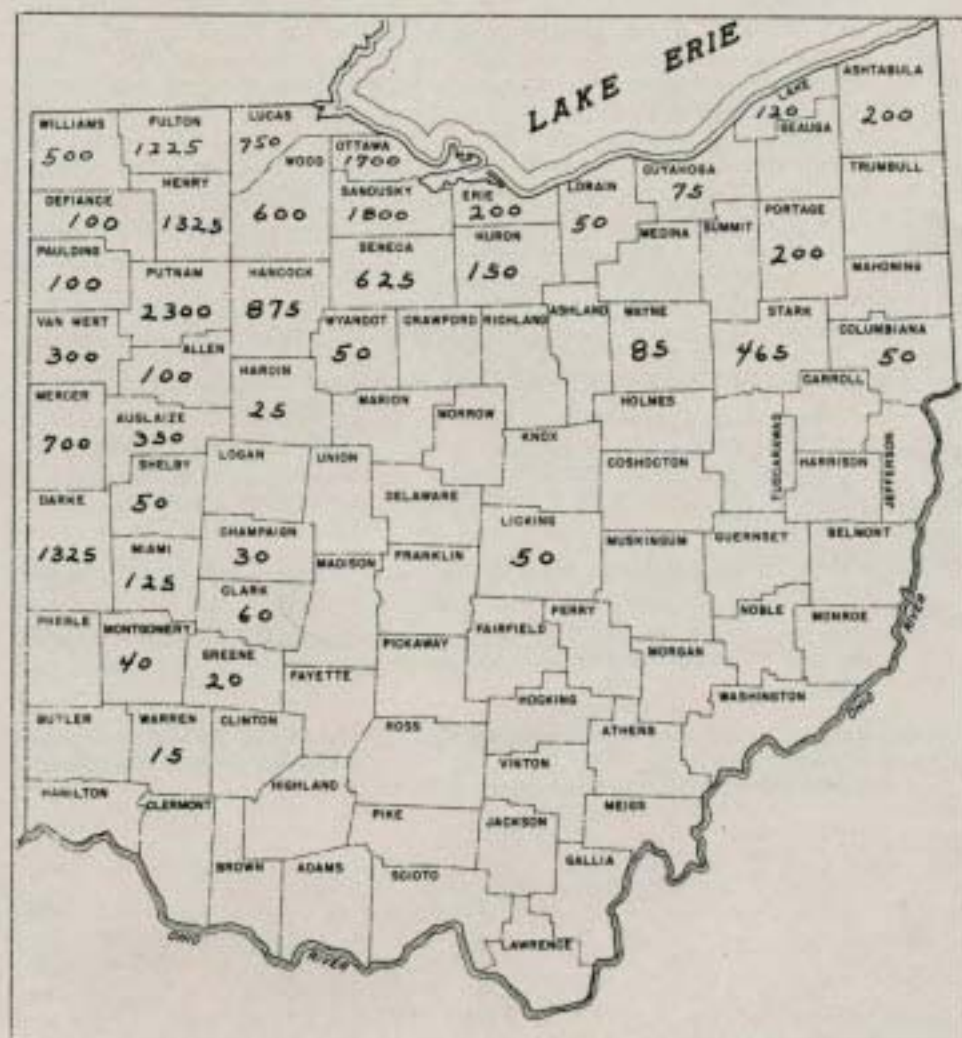 LAKE ERIE
ASHTABULA
200
LAKE
120
GEAUGA
WILLIAMS
500
FULTON
1225
LUCAS
750
WOOD
600
OTTAWA
1700
TRUMBULL
HENRY
1325
SANDUSKY
1800
ERIE
200
LORAIN
50
CUYAHOGA
75
DEFIANCE
100
PORTAGE
200
SUMMIT
MEDINA
HURON
150
SENECA
625
PAULDING
100
PUTNAM
2300
HANCOCK
875
MAHONING
VAN WERT
300
ALLEN
100
WYANDOT
50
CRAWFORD
RICHLAND
ASHLAND
WAYNE
85
STARK
465
COLUMBIANA
50
HARDIN
25
CARROLL
MERCER
700
AUGLAIZE
350
MARION
MORROW
HOLMES
KNOX
TUSCARAWAS
HARRISON
JEFFERSON
LOGAN
UNION
SHELBY
50
COSHOCTON
DELAWARE
DARKE
1325
CHAMPAIGN
30
LICKING
50
MIAMI
125
MADISON
FRANKLIN
MUSKINGUM
GUERNSEY
BELMONT
CLARK
60
PREBLE
MONTGOMERY
40
GREENE
20
FAYETTE
PICKAWAY
FAIRFIELD
PERRY
NOBLE
MONROE
MORGAN
HOCKING
WASHINGTON
OHIO RIVER
BUTLER
WARREN
15
CLINTON
ROSS
ATHENS
VINTON
HAMILTON
CLERMONT
HIGHLAND
PIKE
JACKSON
MEIGS
BROWN
ADAMS
SCIOTO
GALLIA
LAWRENCE
OHIO RIVER